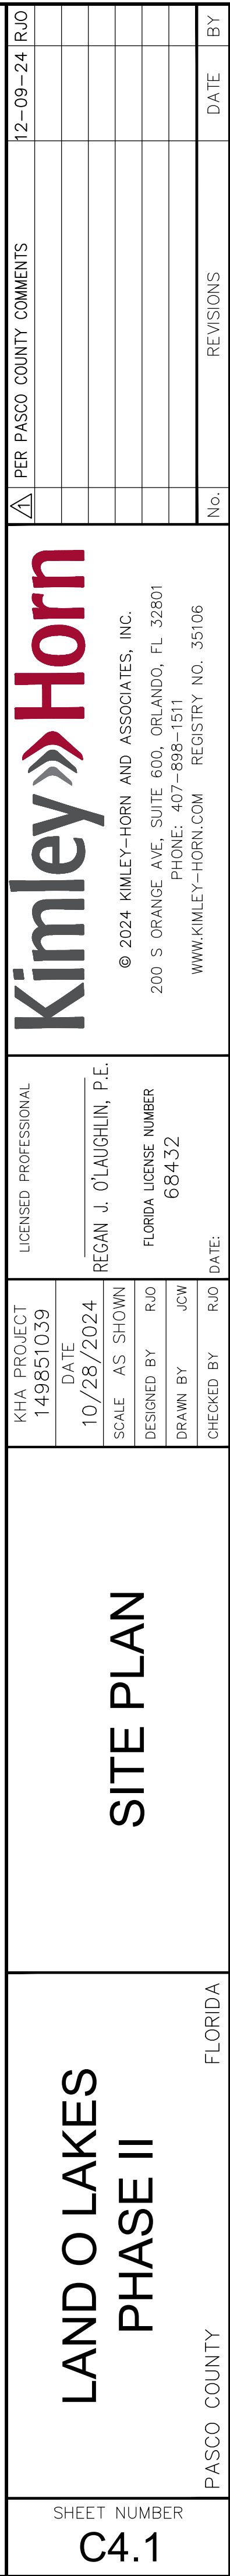 1 PER PASCO COUNTY COMMENTS 12-09-24 RJO
No. REVISIONS DATE BY
Kimley»Horn
© 2024 KIMLEY-HORN AND ASSOCIATES, INC.
200 S ORANGE AVE, SUITE 600, ORLANDO, FL 32801
PHONE: 407-898-1511
WWW.KIMLEY-HORN.COM REGISTRY NO. 35106
LICENSED PROFESSIONAL
REGAN J. O'LAUGHLIN, P.E.
FLORIDA LICENSE NUMBER
68432
DATE:
KHA PROJECT
149851039
DATE
10/28/2024
SCALE AS SHOWN
DESIGNED BY RJO
DRAWN BY JCW
CHECKED BY RJO
SITE PLAN
LAND O LAKES
PHASE II
PASCO COUNTY FLORIDA
SHEET NUMBER
C4.1